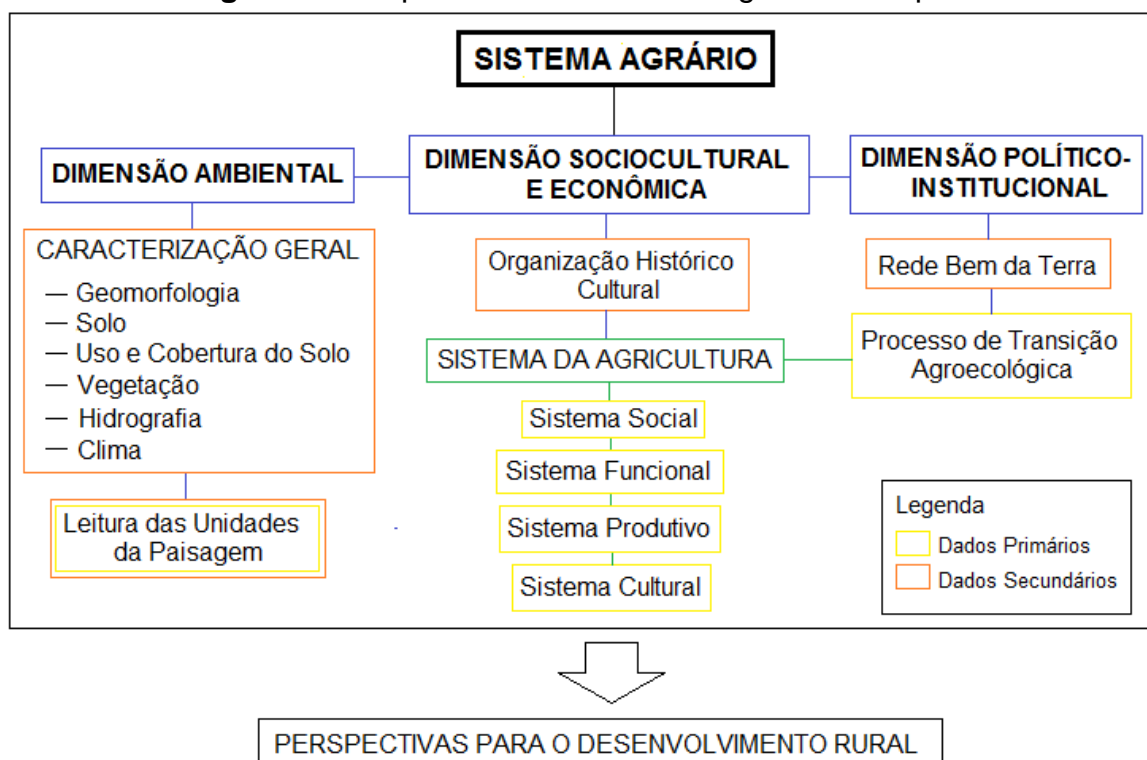 SISTEMA AGRÁRIO
DIMENSÃO AMBIENTAL
DIMENSÃO SOCIOCULTURAL
E ECONÔMICA
DIMENSÃO POLÍTICO-
INSTITUCIONAL
CARACTERIZAÇÃO GERAL
— Geomorfologia
— Solo
— Uso e Cobertura do Solo
— Vegetação
— Hidrografia
— Clima
Leitura das Unidades
da Paisagem
Organização Histórico
Cultural
SISTEMA DA AGRICULTURA
Sistema Social
Sistema Funcional
Sistema Produtivo
Sistema Cultural
Rede Bem da Terra
Processo de Transição
Agroecológica
Legenda
Dados Primários
Dados Secundários
PERSPECTIVAS PARA O DESENVOLVIMENTO RURAL